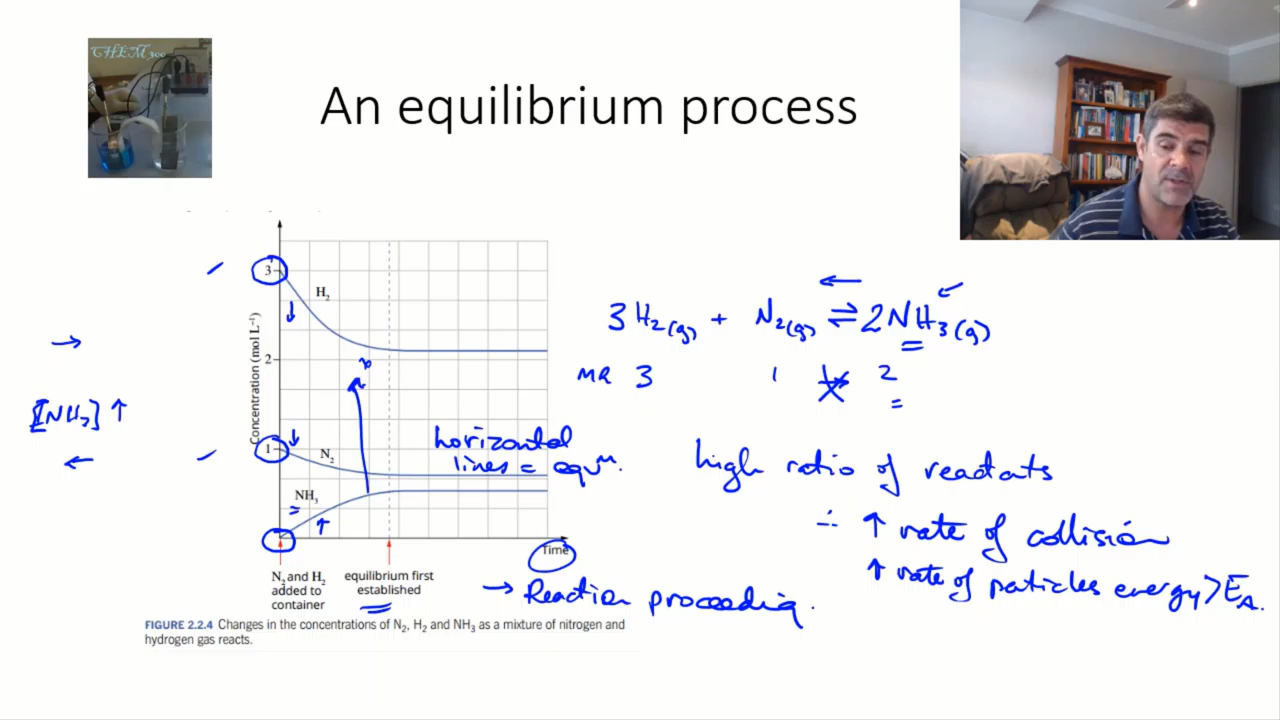 CHEM300
An equilibrium process
3
H₂
2
Concentration (mol L⁻¹)
1
N₂
NH₃
Time
N₂ and H₂
added to
container
equilibrium first
established
FIGURE 2.2.4 Changes in the concentrations of N₂, H₂ and NH₃ as a mixture of nitrogen and
hydrogen gas reacts.
→
[NH₃] ↑
←
horizontal
lines = equᵐ.
→ Reaction proceeding.
←
3H₂(g) + N₂(g) ⇌ 2NH₃(g)
MR 3 1 2
high ratio of reactants
∴ ↑ rate of collision
↑ rate of particles energy > EA.